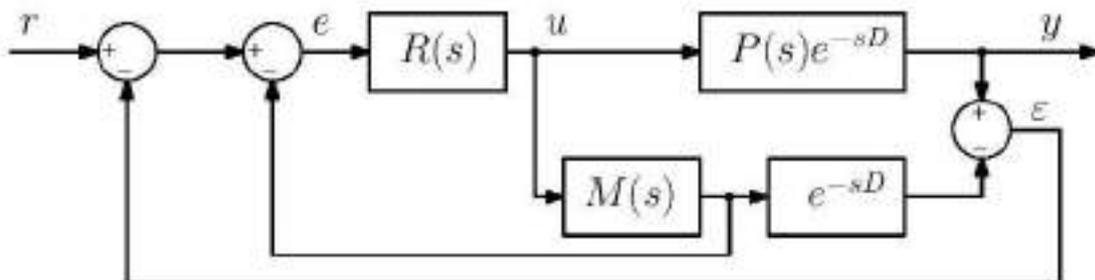 r
e
R(s)
u
P(s)e^{-sD}
y
+
−
+
−
+
−
ε
M(s)
e^{-sD}